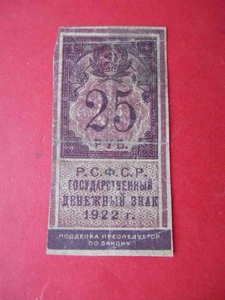 25
РУБ.
Р.С.Ф.С.Р.
ГОСУДАРСТВЕННЫЙ
ДЕНЕЖНЫЙ ЗНАК
1922 г.
ПОДДЕЛКА ПРЕСЛЕДУЕТСЯ
ПО ЗАКОНУ